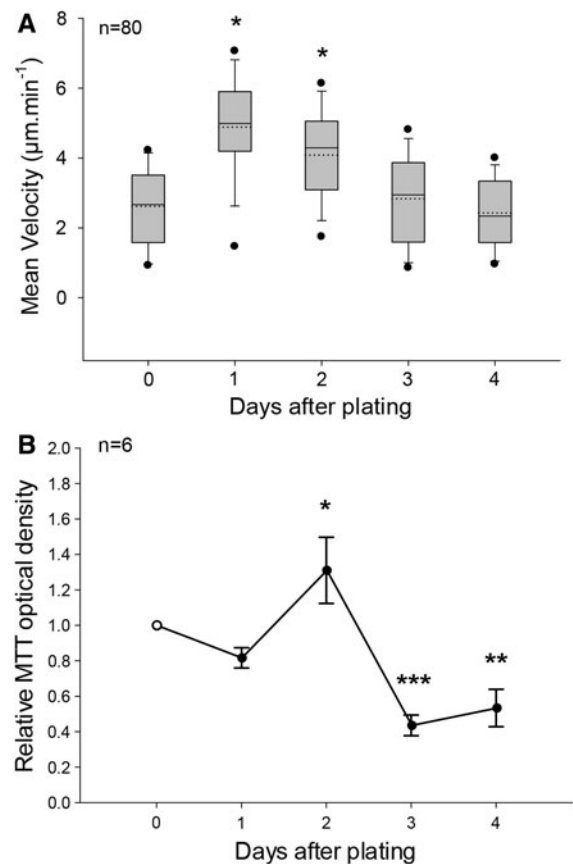 A
n=80
8
6
4
2
0
Mean Velocity (µm.min⁻¹)
*
*
0 1 2 3 4
Days after plating
B
n=6
2.0
1.8
1.6
1.4
1.2
1.0
0.8
0.6
0.4
0.2
0.0
Relative MTT optical density
*
***
**
0 1 2 3 4
Days after plating